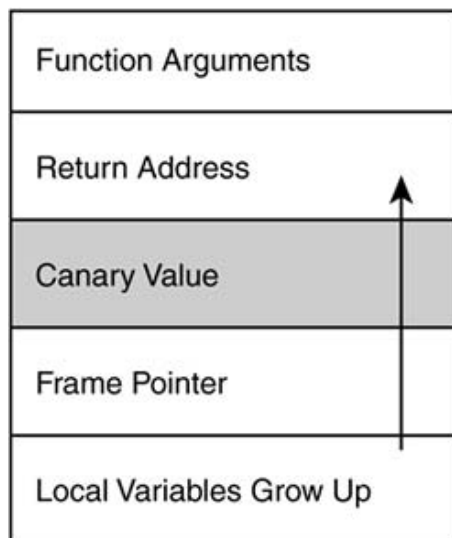 Function Arguments
Return Address
Canary Value
Frame Pointer
Local Variables Grow Up